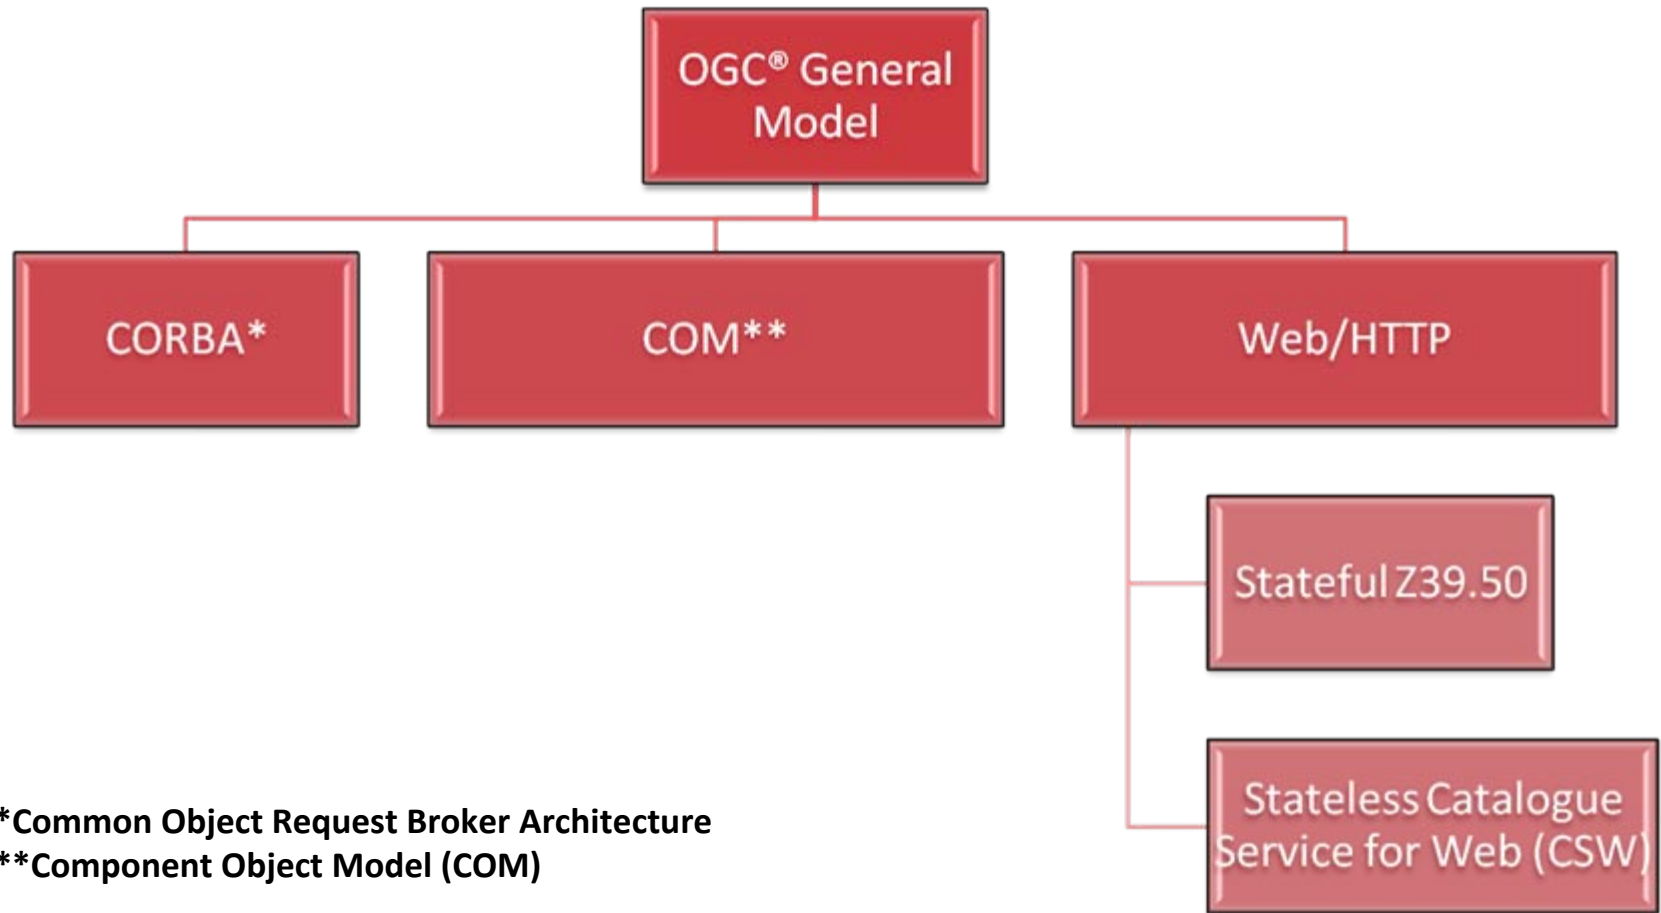 OGC® General
Model
CORBA*
COM**
Web/HTTP
Stateful Z39.50
Stateless Catalogue
Service for Web (CSW)
*Common Object Request Broker Architecture
**Component Object Model (COM)